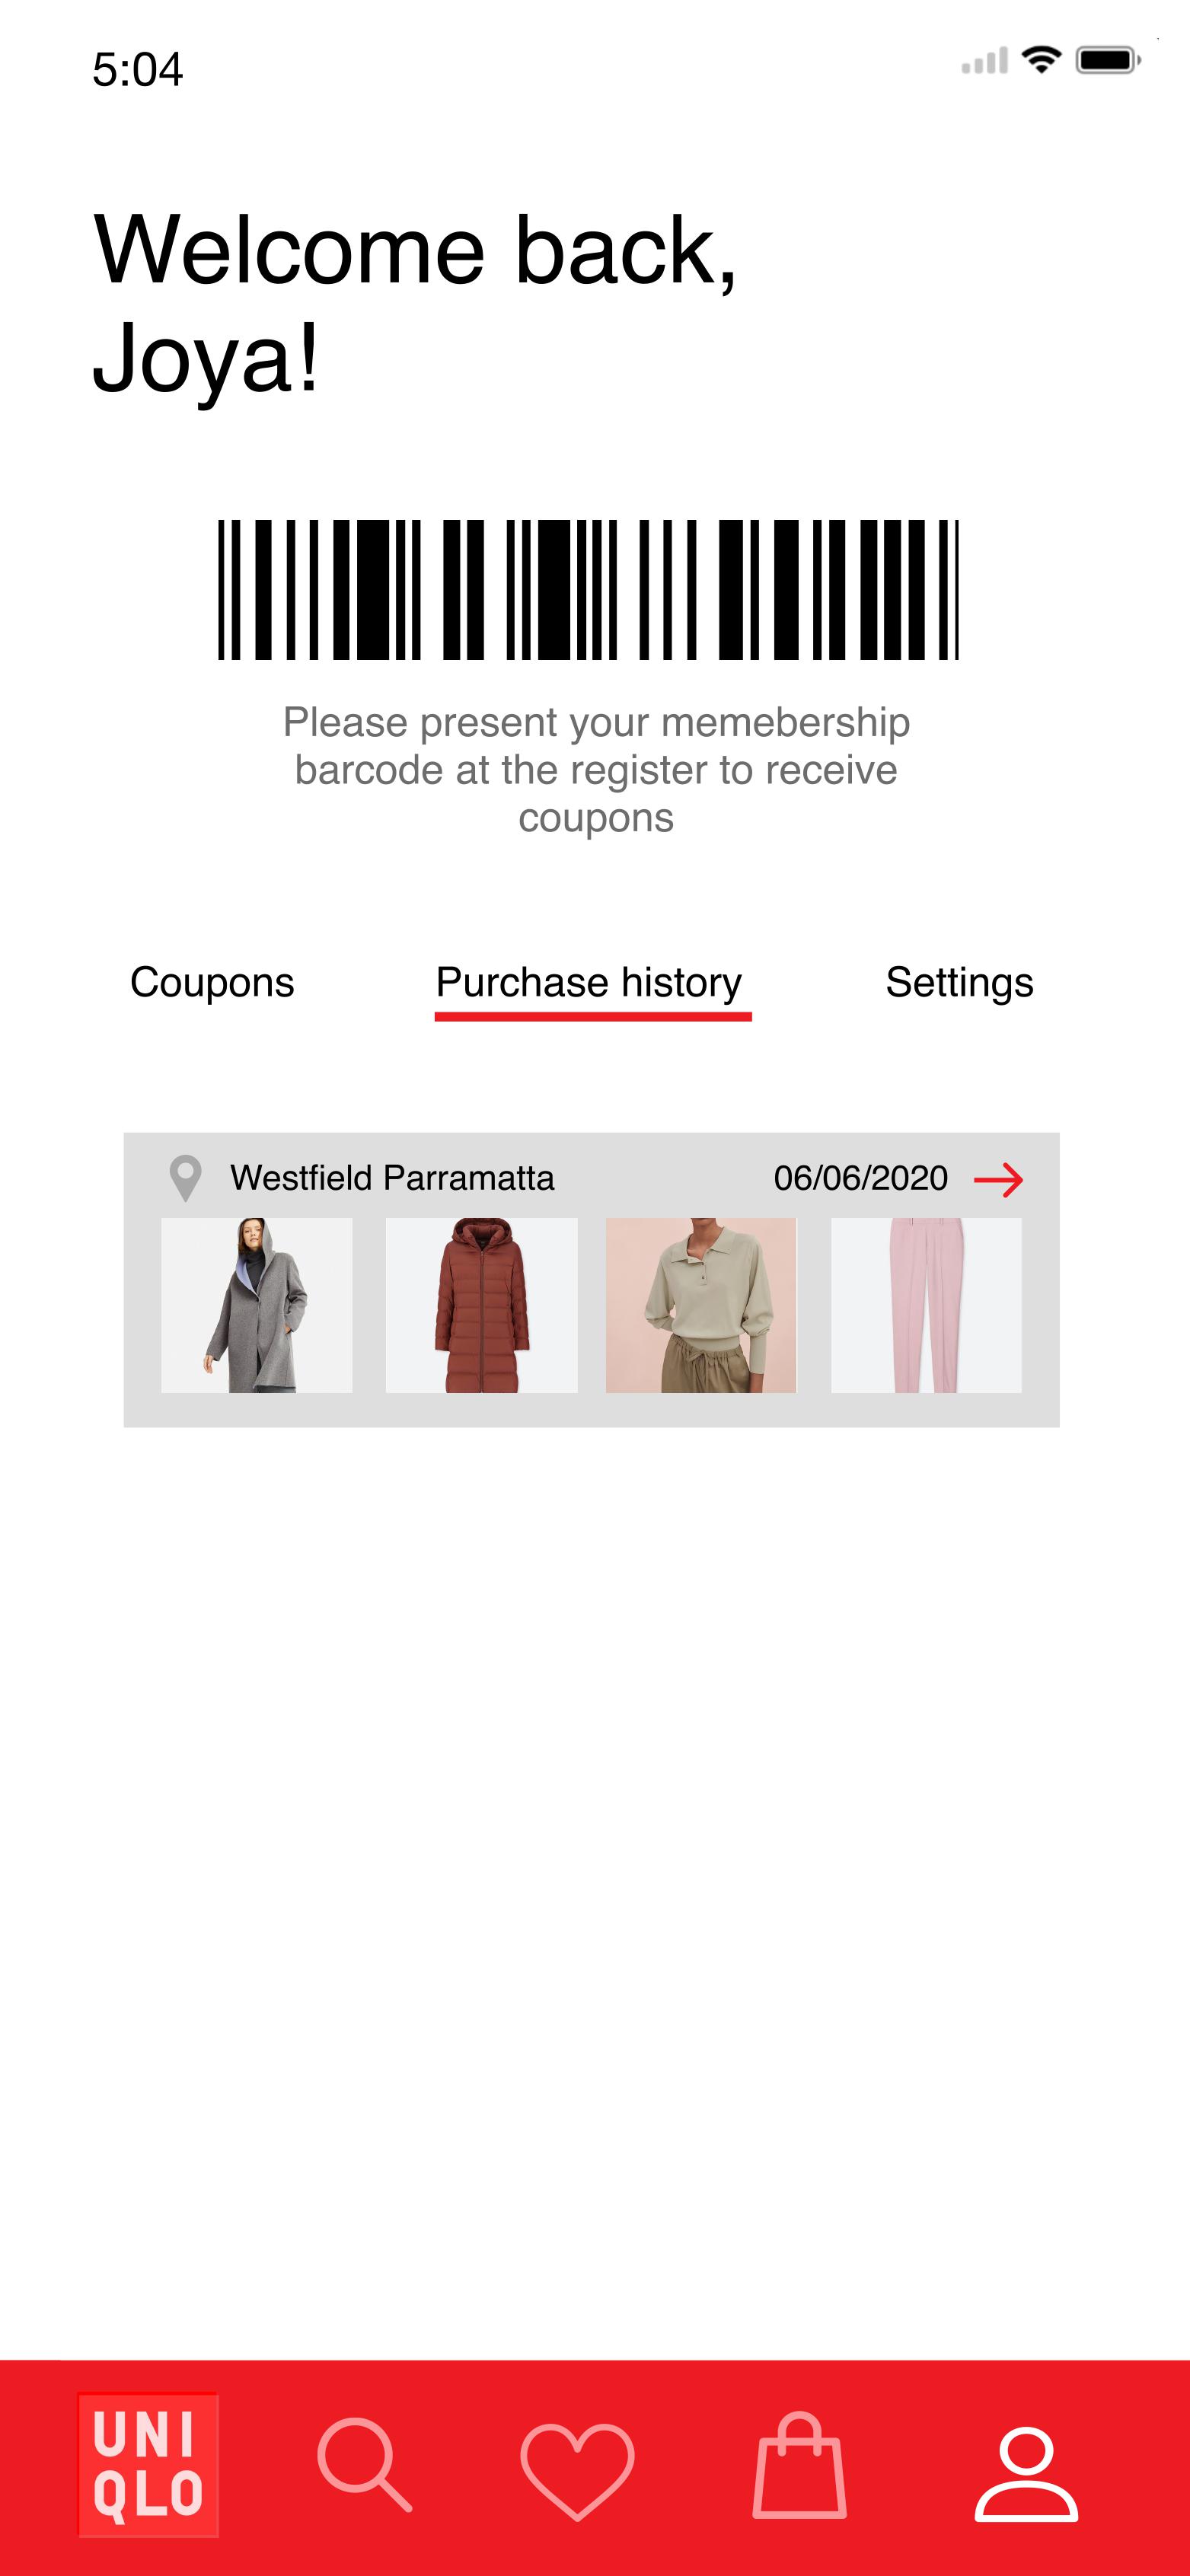 5:04
Welcome back,
Joya!
Please present your memebership
barcode at the register to receive
coupons
Coupons
Purchase history
Settings
Westfield Parramatta
06/06/2020
UNI
QLO